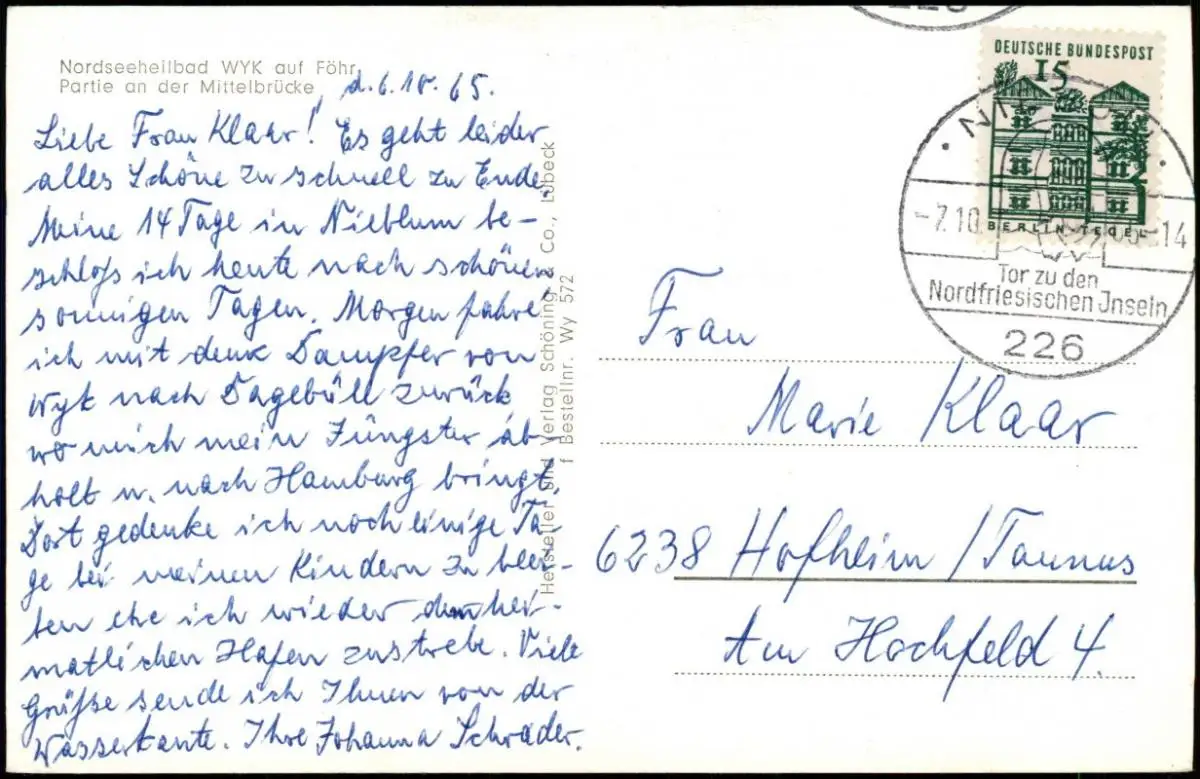 Nordseeheilbad WYK auf Föhr
Partie an der Mittelbrücke
d. 6.10.65.
Liebe Frau Klaar! Es geht leider
alles Schöne zu schnell zu Ende.
Meine 14 Tage in Nieblum be-
schloß ich heute nach schönen
sonnigen Tagen. Morgen fahre
ich mit dem Dampfer von
Wyk nach Dagebüll zurück
wo mich mein Jüngster ab-
holt u. nach Hamburg bringt.
Dort gedenke ich noch einige Ta-
ge bei meinen Kindern zu blei-
ben ehe ich wieder dem hei-
matlichen Hafen zustrebe. Viele
Grüße sende ich Ihnen von der
Wasserkante. Ihre Johanna Schrader.
Hersteller und Verlag Schöning & Co., Lübeck
Bestellnr. Wy 572
226
DEUTSCHE BUNDESPOST
15
BERLIN-TEGEL
-7.10.
65-14
Tor zu den
Nordfriesischen Jnseln
226
Frau
Marie Klaar
6238 Hofheim/Taunus
Am Hochfeld 4.